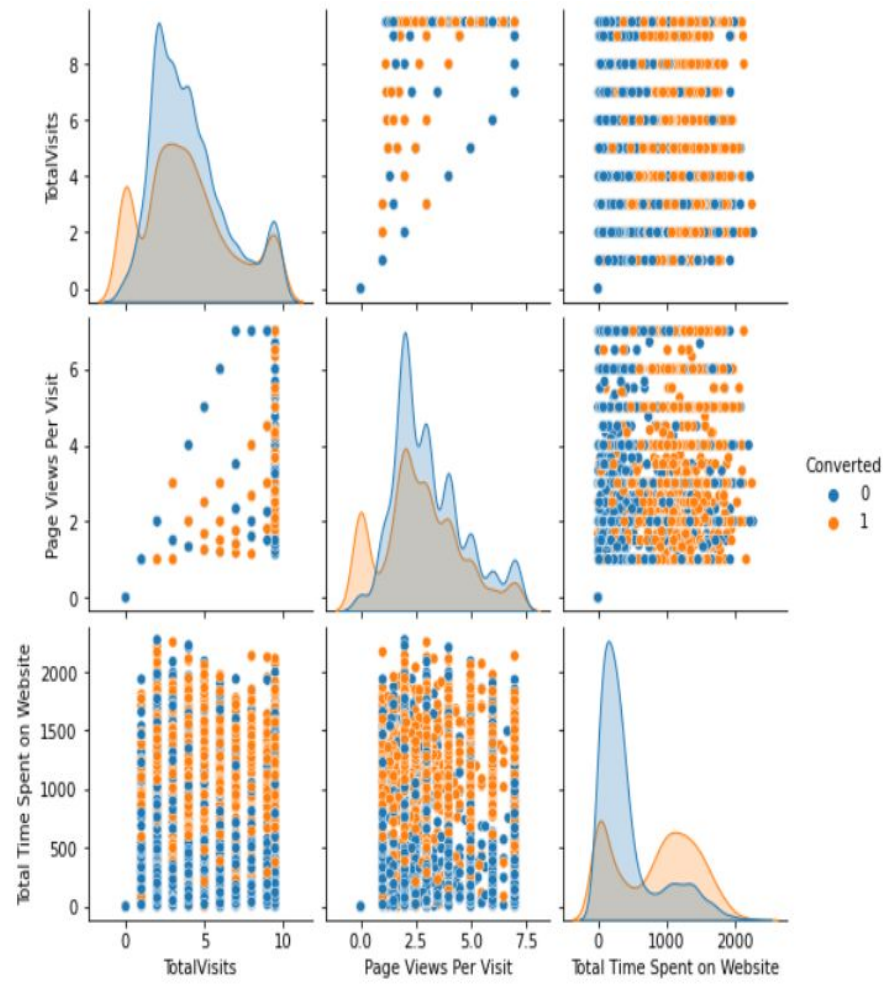 TotalVisits
8
6
4
2
0
Page Views Per Visit
6
4
2
0
Converted
0
1
Total Time Spent on Website
2000
1500
1000
500
0
0 5 10 0.0 2.5 5.0 7.5 0 1000 2000
TotalVisits Page Views Per Visit Total Time Spent on Website